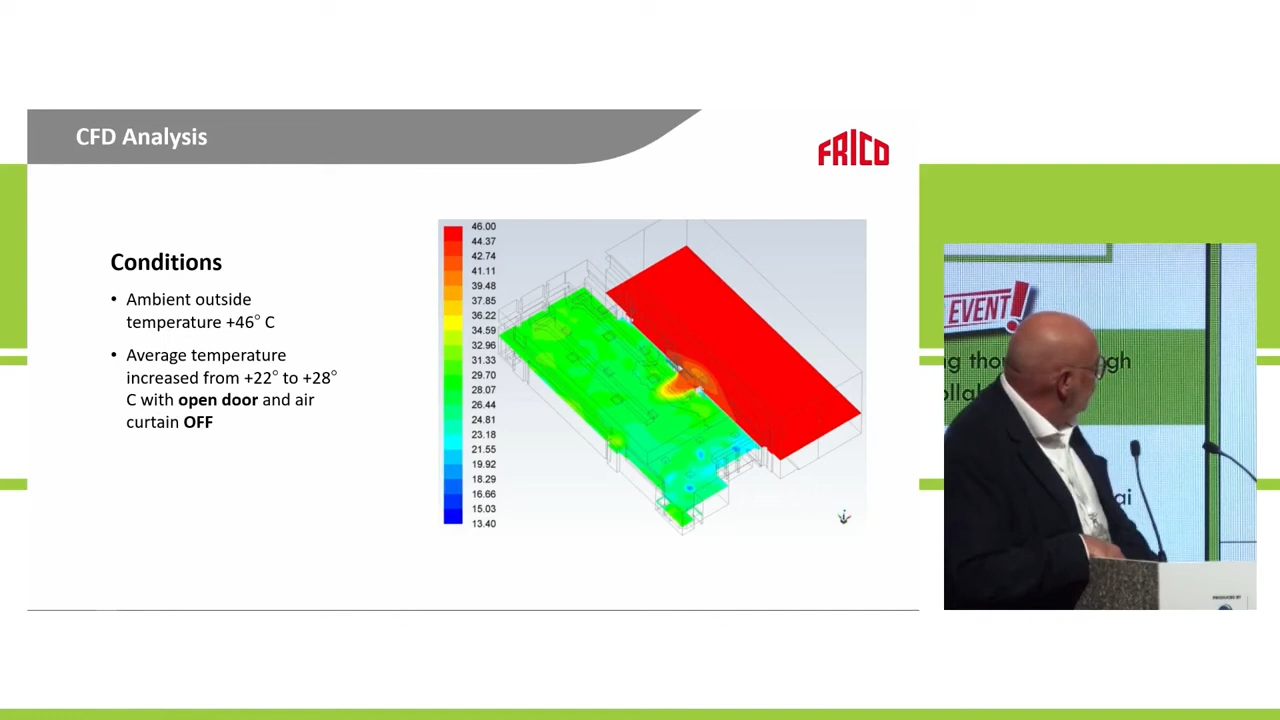 CFD Analysis
FRICO
Conditions
• Ambient outside
temperature +46° C
• Average temperature
increased from +22° to +28°
C with open door and air
curtain OFF
46.00
44.37
42.74
41.11
39.48
37.85
36.22
34.59
32.96
31.33
29.70
28.07
26.44
24.81
23.18
21.55
19.92
18.29
16.66
15.03
13.40
EVENT!
PRODUCED BY